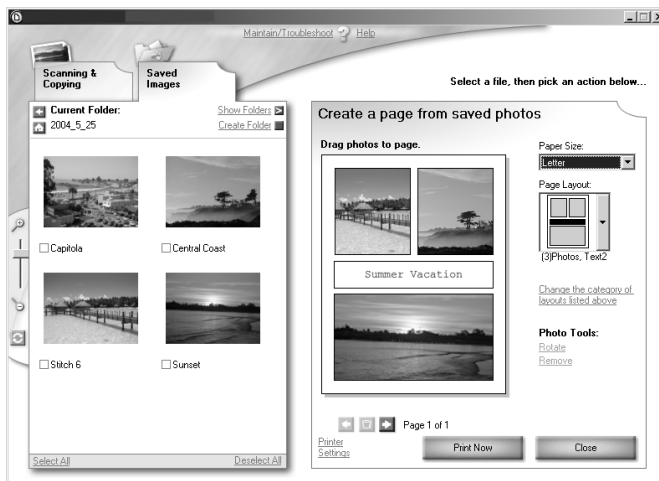 Maintain/Troubleshoot ? Help
Scanning &
Copying
Saved
Images
Select a file, then pick an action below...
Current Folder:
Show Folders
2004_5_25
Create Folder
Capitola
Central Coast
Stitch 6
Sunset
Select All
Deselect All
Create a page from saved photos
Drag photos to page.
Summer Vacation
Paper Size:
Letter
Page Layout:
(3)Photos, Text2
Change the category of
layouts listed above
Photo Tools:
Rotate
Remove
Page 1 of 1
Printer
Settings
Print Now
Close